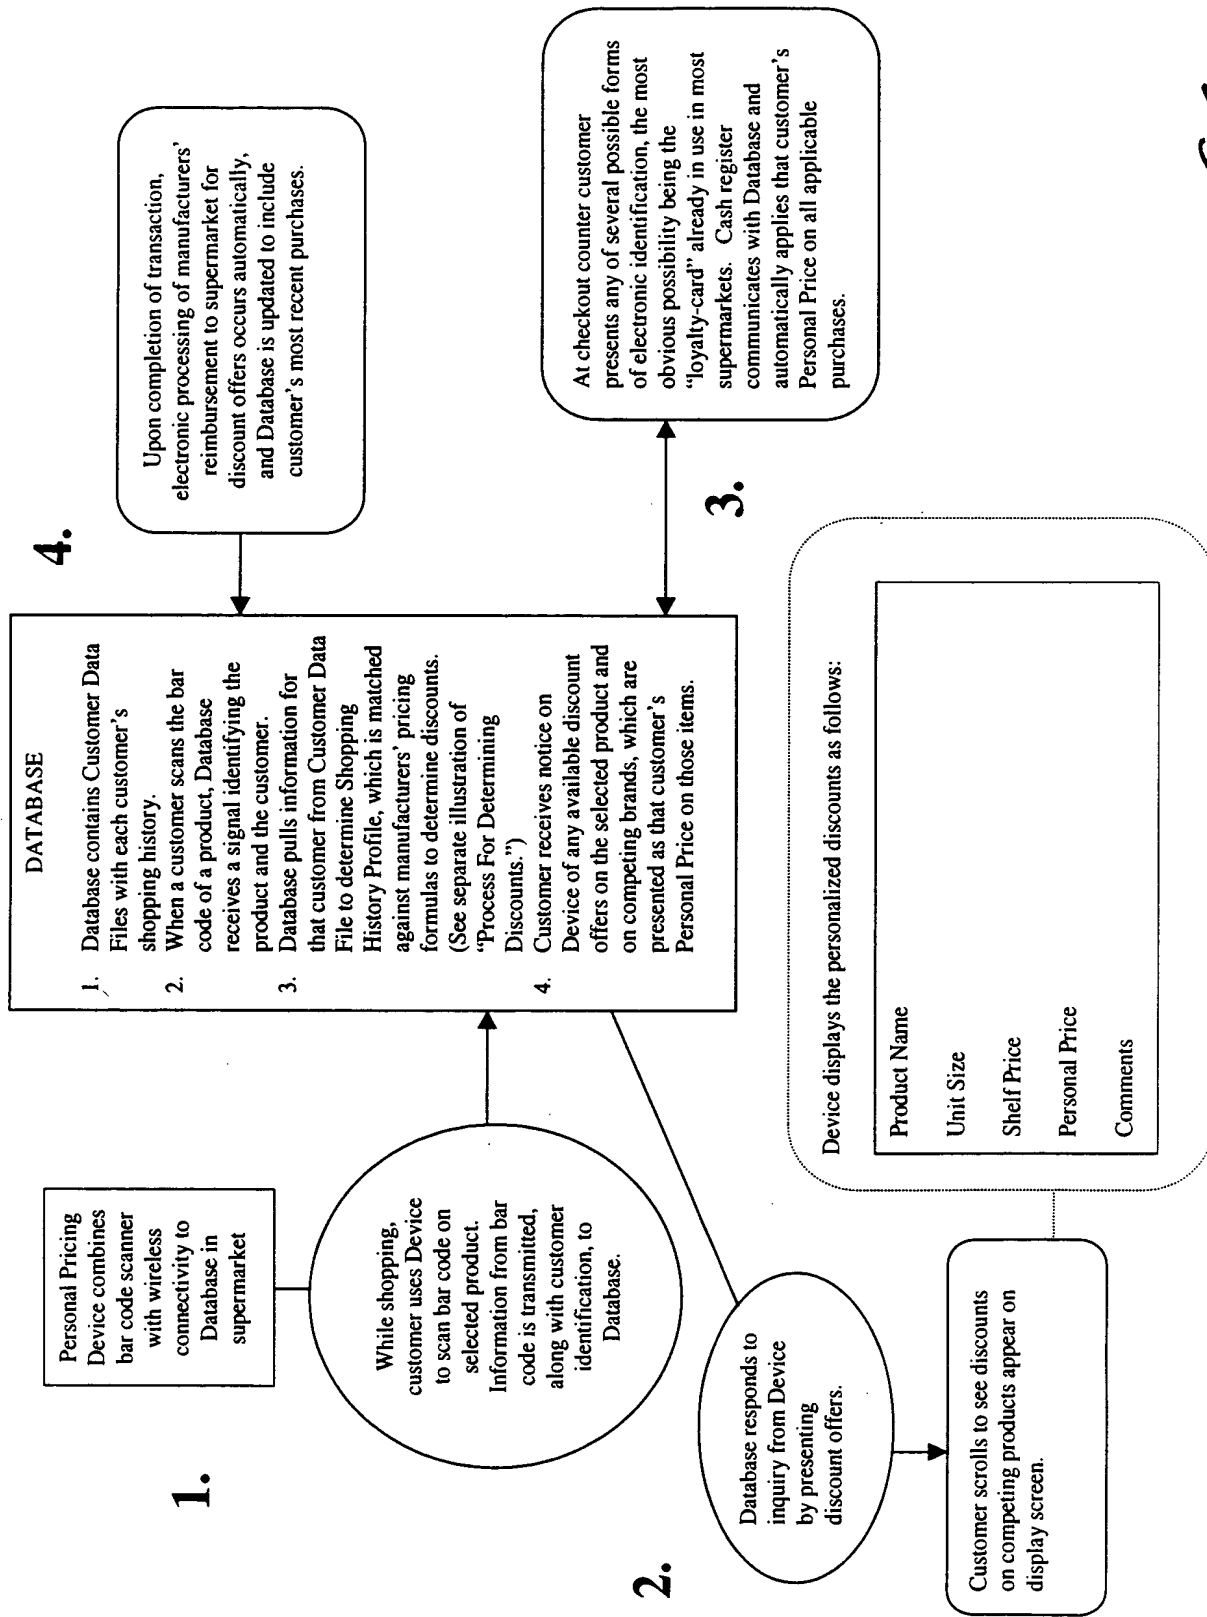 1.
Personal Pricing
Device combines
bar code scanner
with wireless
connectivity to
Database in
supermarket
While shopping,
customer uses Device
to scan bar code on
selected product.
Information from bar
code is transmitted,
along with customer
identification, to
Database.
DATABASE
1. Database contains Customer Data
Files with each customer's
shopping history.
2. When a customer scans the bar
code of a product, Database
receives a signal identifying the
product and the customer.
3. Database pulls information for
that customer from Customer Data
File to determine Shopping
History Profile, which is matched
against manufacturers' pricing
formulas to determine discounts.
(See separate illustration of
"Process For Determining
Discounts.")
4. Customer receives notice on
Device of any available discount
offers on the selected product and
on competing brands, which are
presented as that customer's
Personal Price on those items.
4.
Upon completion of transaction,
electronic processing of manufacturers'
reimbursement to supermarket for
discount offers occurs automatically,
and Database is updated to include
customer's most recent purchases.
2.
Database responds to
inquiry from Device
by presenting
discount offers.
Customer scrolls to see discounts
on competing products appear on
display screen.
Device displays the personalized discounts as follows:
Product Name
Unit Size
Shelf Price
Personal Price
Comments
3.
At checkout counter customer
presents any of several possible forms
of electronic identification, the most
obvious possibility being the
"loyalty-card" already in use in most
supermarkets. Cash register
communicates with Database and
automatically applies that customer's
Personal Price on all applicable
purchases.